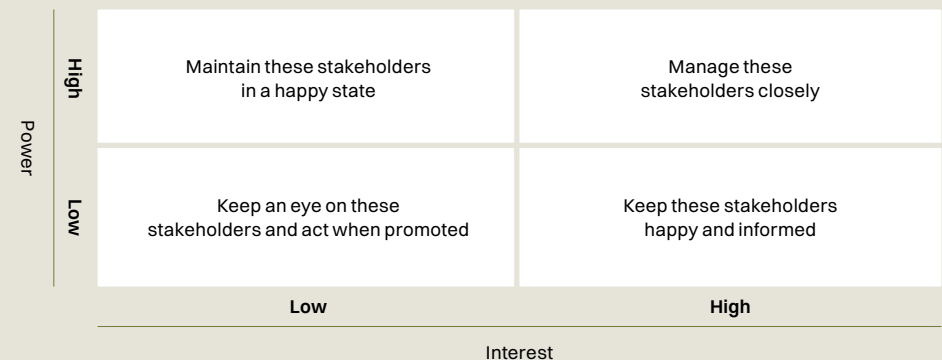 Power
High
Maintain these stakeholders
in a happy state
Manage these
stakeholders closely
Low
Keep an eye on these
stakeholders and act when promoted
Keep these stakeholders
happy and informed
Low
High
Interest